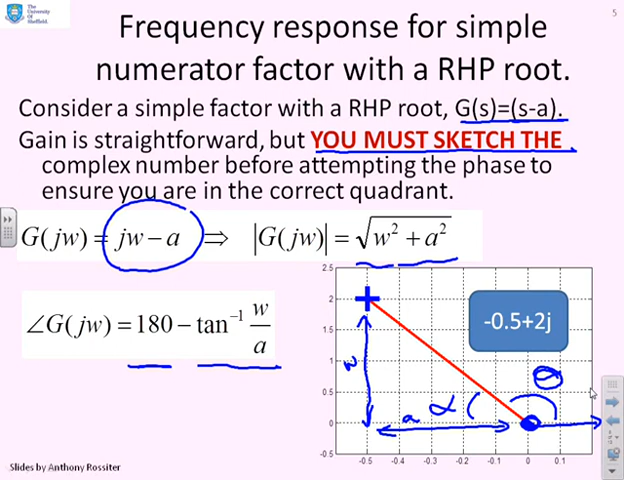 The
University
Of
Sheffield.
5
Frequency response for simple
numerator factor with a RHP root.
Consider a simple factor with a RHP root, G(s)=(s-a).
Gain is straightforward, but YOU MUST SKETCH THE
complex number before attempting the phase to
ensure you are in the correct quadrant.
G(jw) = jw − a ⇒ |G(jw)| = √w² + a²
∠G(jw) = 180 − tan⁻¹ w/a
2.5
2
1.5
1
0.5
0
-0.5
-0.5 -0.4 -0.3 -0.2 -0.1 0 0.1
-0.5+2j
w
a
α
θ
Slides by Anthony Rossiter